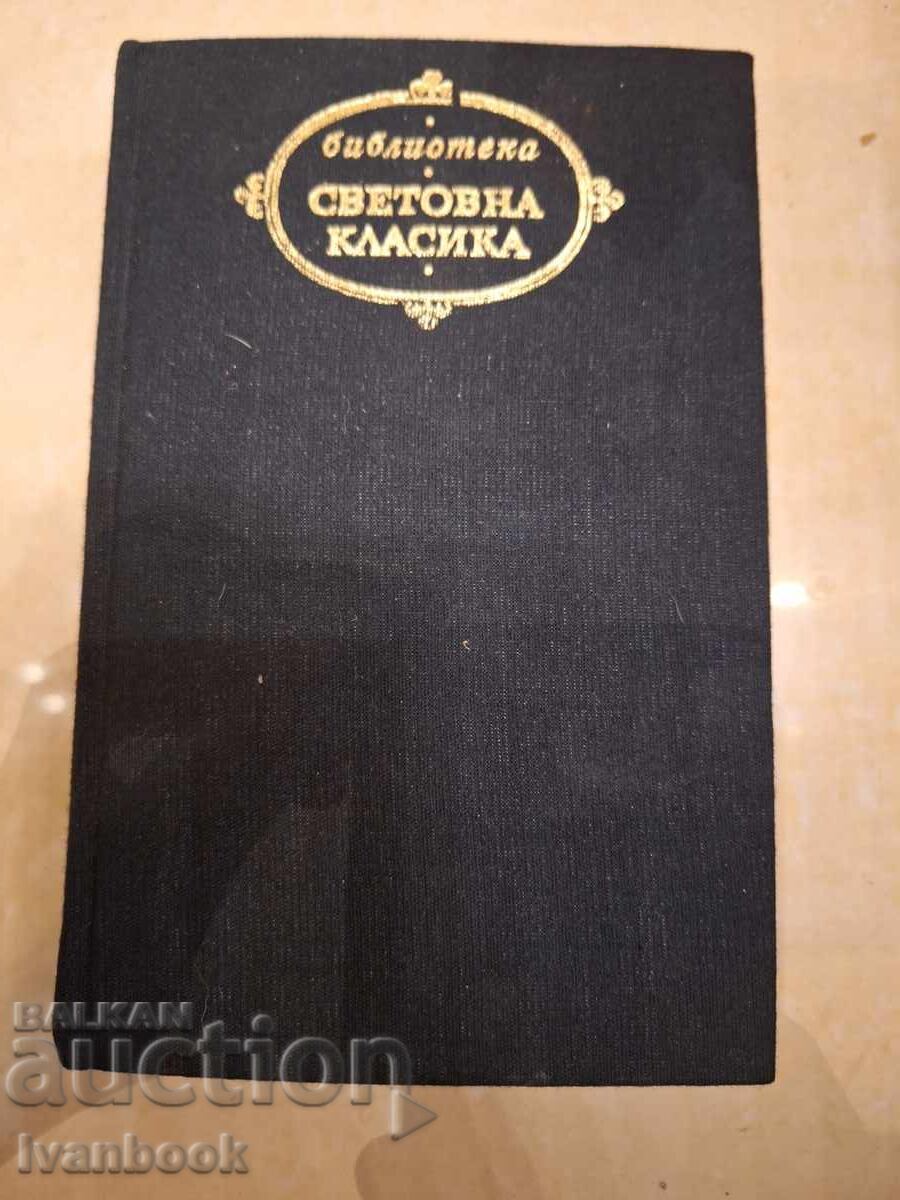 библиотека
СВЕТОВНА
КЛАСИКА
BALKAN
auction
Ivanbook